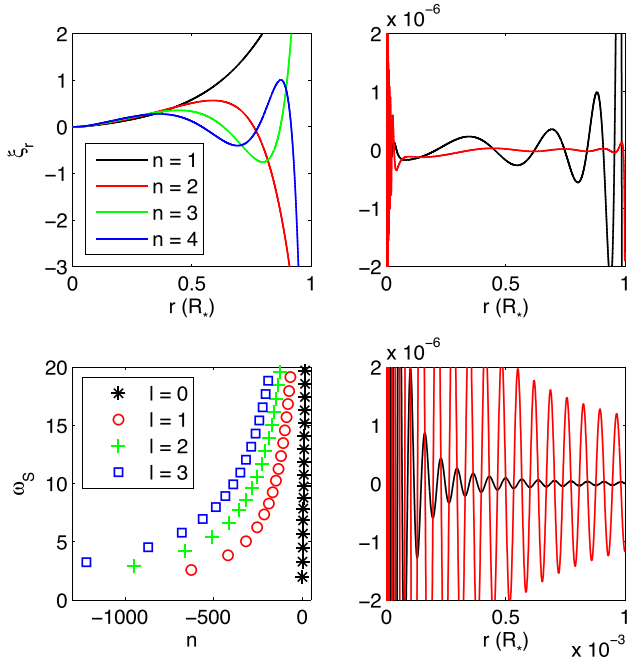 2
1
0
−1
−2
−3
ξr
n = 1
n = 2
n = 3
n = 4
0
0.5
1
r (R*)
x 10−6
2
1
0
−1
−2
0
0.5
1
r (R*)
20
15
10
5
0
ωS
l = 0
l = 1
l = 2
l = 3
−1000
−500
0
n
x 10−6
2
1
0
−1
−2
0
0.5
1
r (R*)
x 10−3